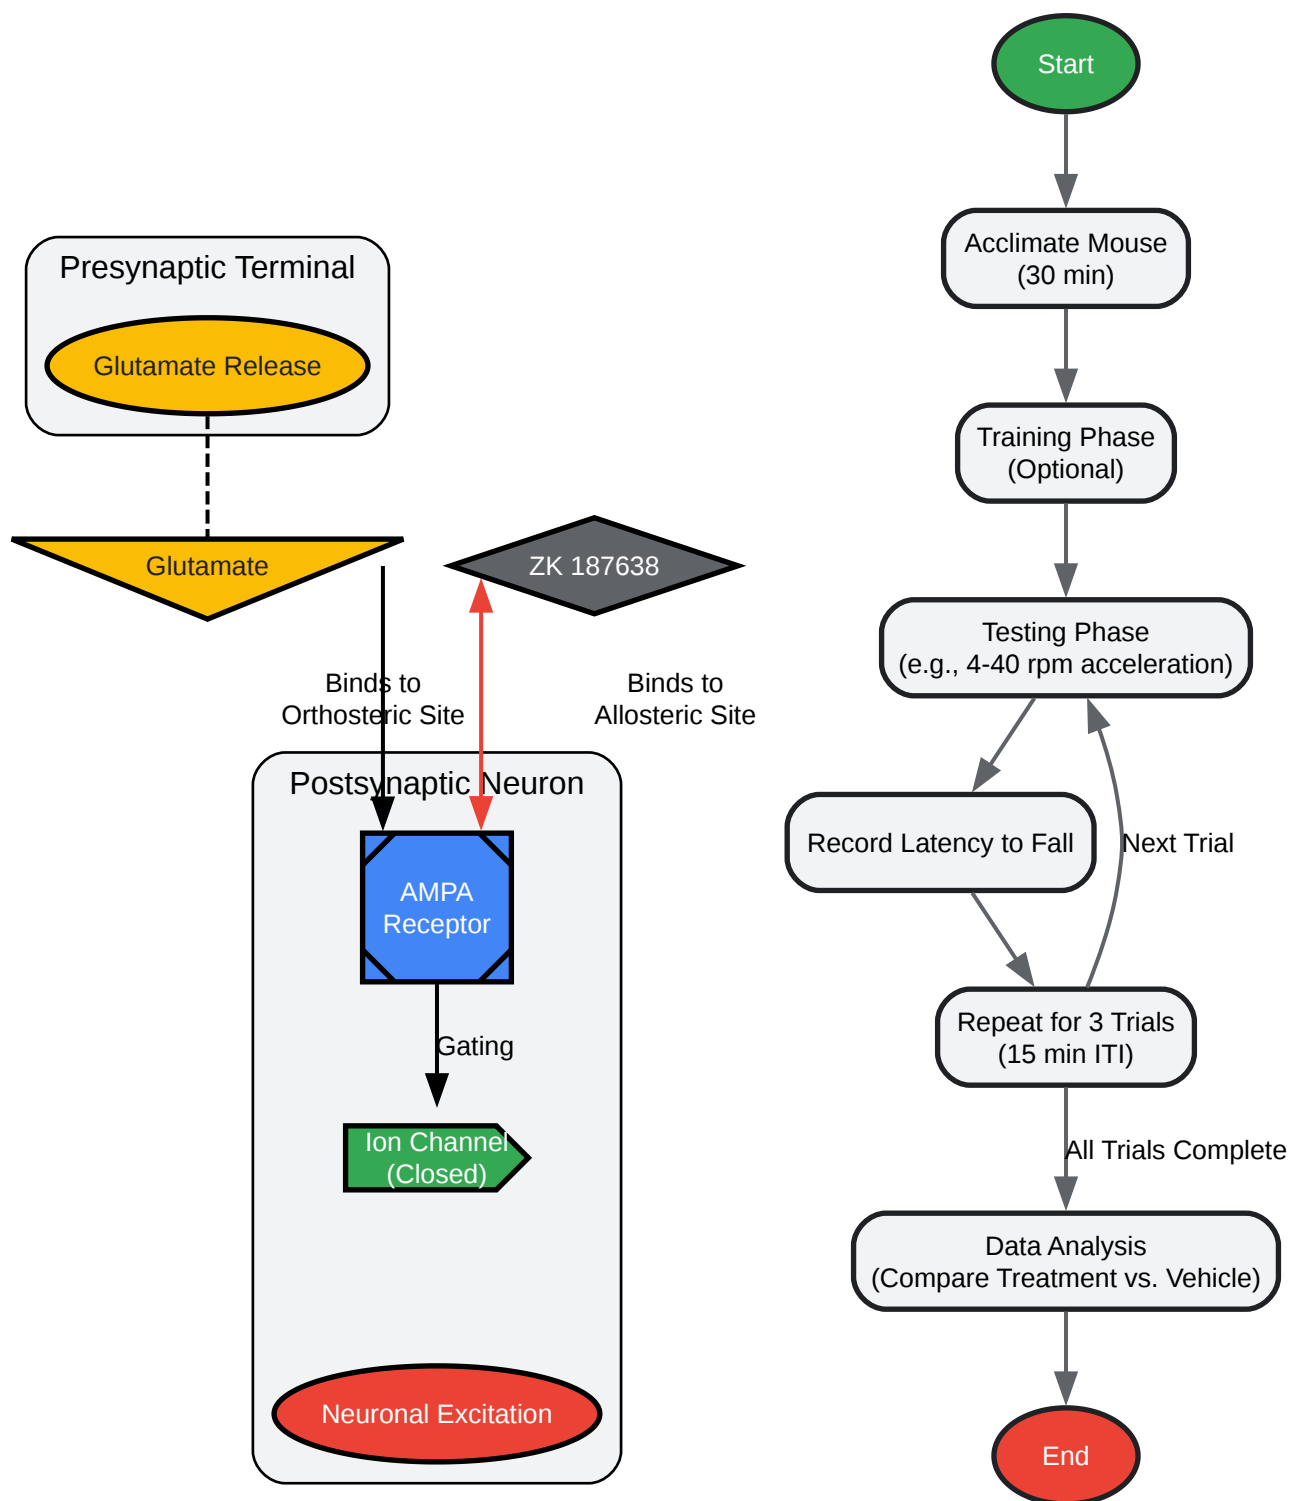 Presynaptic Terminal
Glutamate Release
Glutamate
ZK 187638
Binds to
Orthosteric Site
Binds to
Allosteric Site
Postsynaptic Neuron
AMPA
Receptor
Gating
Ion Channel
(Closed)
Neuronal Excitation
Start
Acclimate Mouse
(30 min)
Training Phase
(Optional)
Testing Phase
(e.g., 4-40 rpm acceleration)
Record Latency to Fall
Next Trial
Repeat for 3 Trials
(15 min ITI)
All Trials Complete
Data Analysis
(Compare Treatment vs. Vehicle)
End